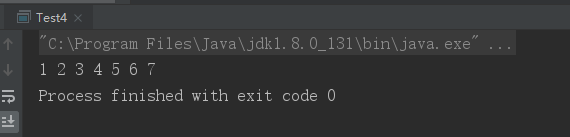 Test4
"C:\Program Files\Java\jdk1.8.0_131\bin\java.exe" ...
1 2 3 4 5 6 7
Process finished with exit code 0